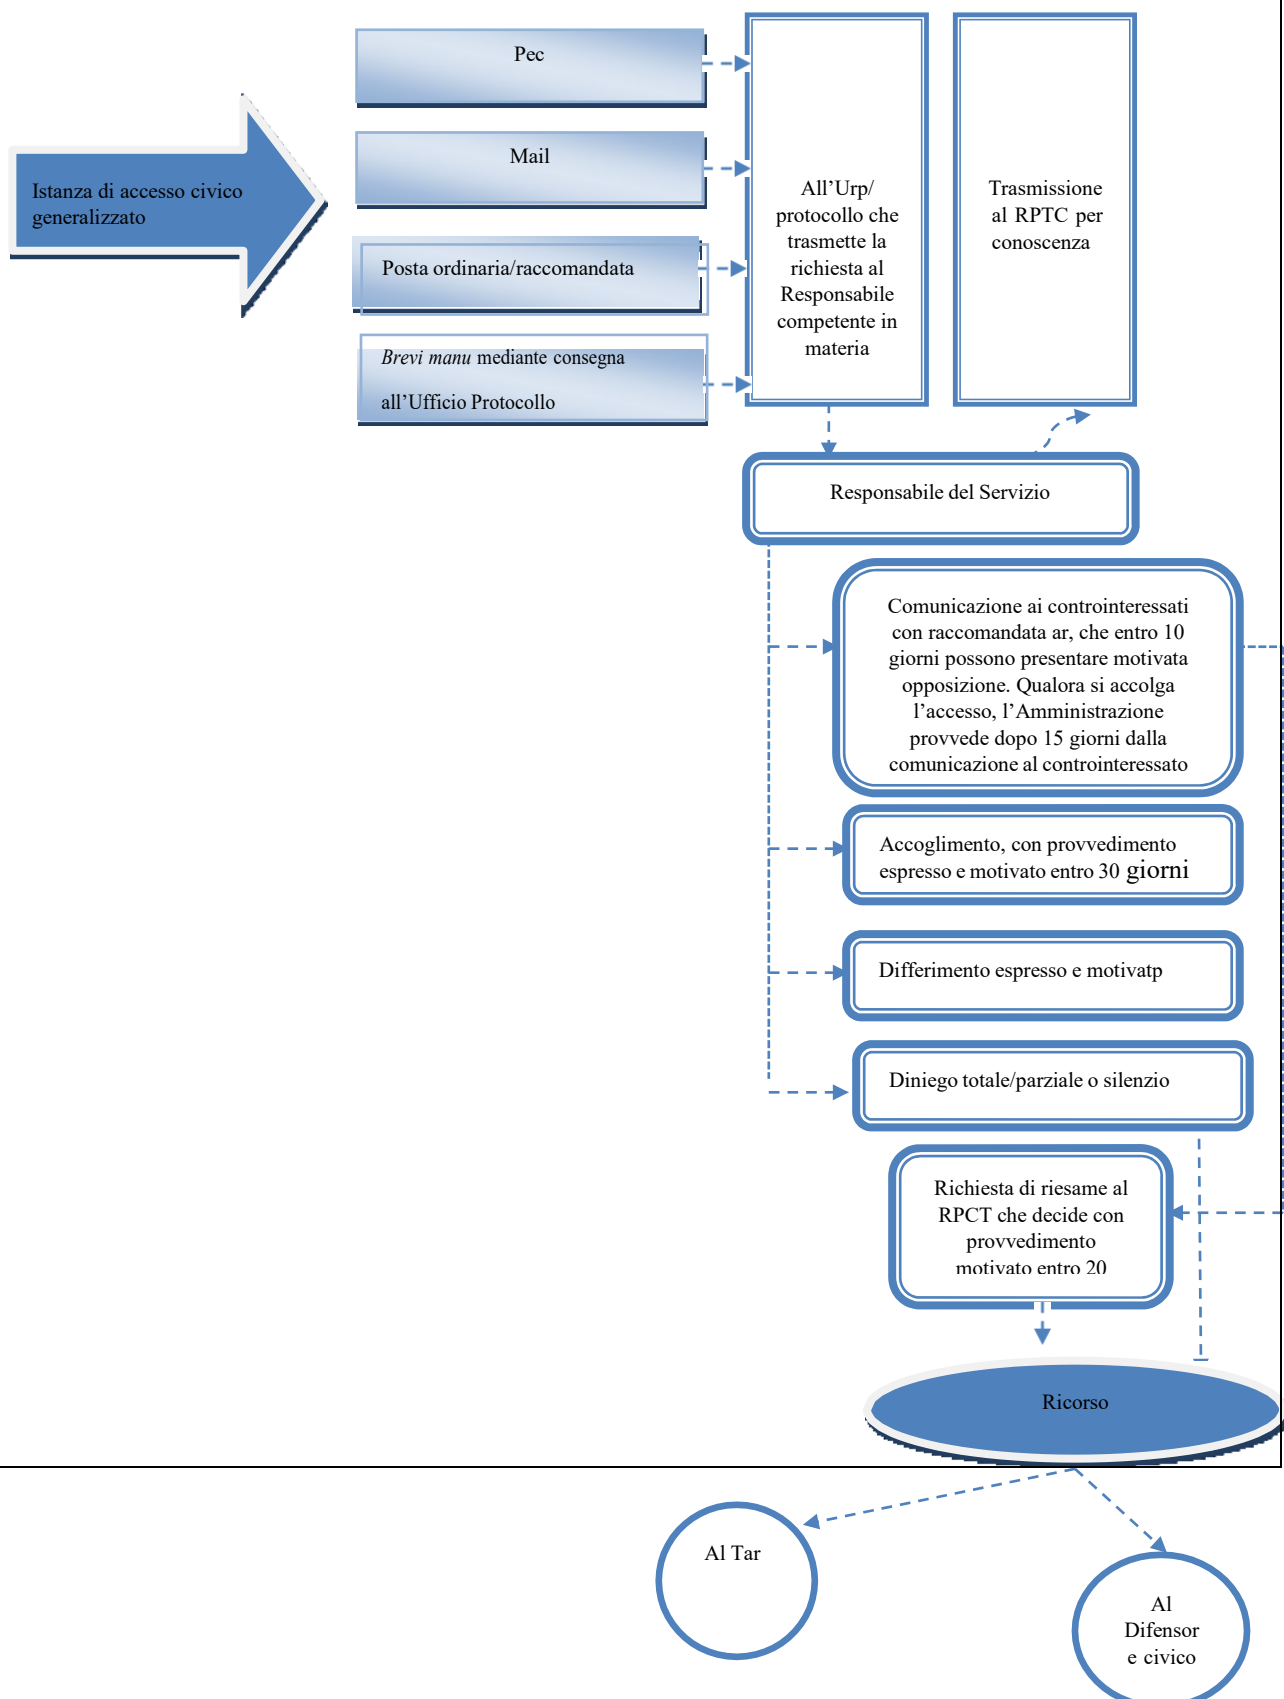 Istanza di accesso civico
generalizzato
Pec
Mail
Posta ordinaria/raccomandata
Brevi manu mediante consegna
all’Ufficio Protocollo
All’Urp/
protocollo che
trasmette la
richiesta al
Responsabile
competente in
materia
Trasmissione
al RPTC per
conoscenza
Responsabile del Servizio
Comunicazione ai controinteressati
con raccomandata ar, che entro 10
giorni possono presentare motivata
opposizione. Qualora si accolga
l’accesso, l’Amministrazione
provvede dopo 15 giorni dalla
comunicazione al controinteressato
Accoglimento, con provvedimento
espresso e motivato entro 30 giorni
Differimento espresso e motivatp
Diniego totale/parziale o silenzio
Richiesta di riesame al
RPCT che decide con
provvedimento
motivato entro 20
Ricorso
Al Tar
Al
Difensor
e civico